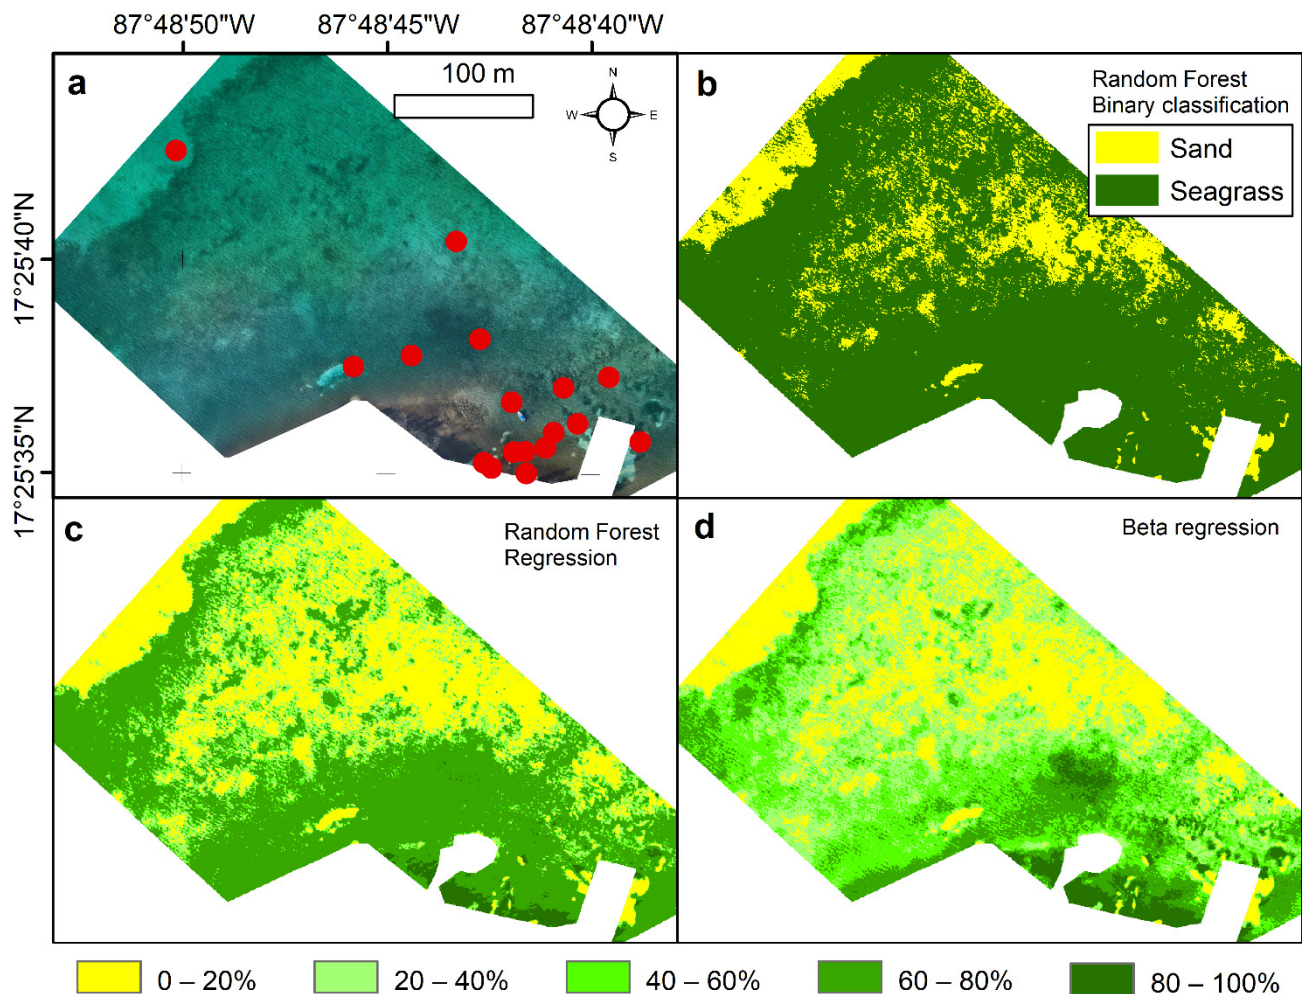 87°48'50"W
87°48'45"W
87°48'40"W
17°25'40"N
17°25'35"N
a
100 m
N
W
E
S
b
Random Forest
Binary classification
Sand
Seagrass
c
Random Forest
Regression
d
Beta regression
0 – 20%
20 – 40%
40 – 60%
60 – 80%
80 – 100%